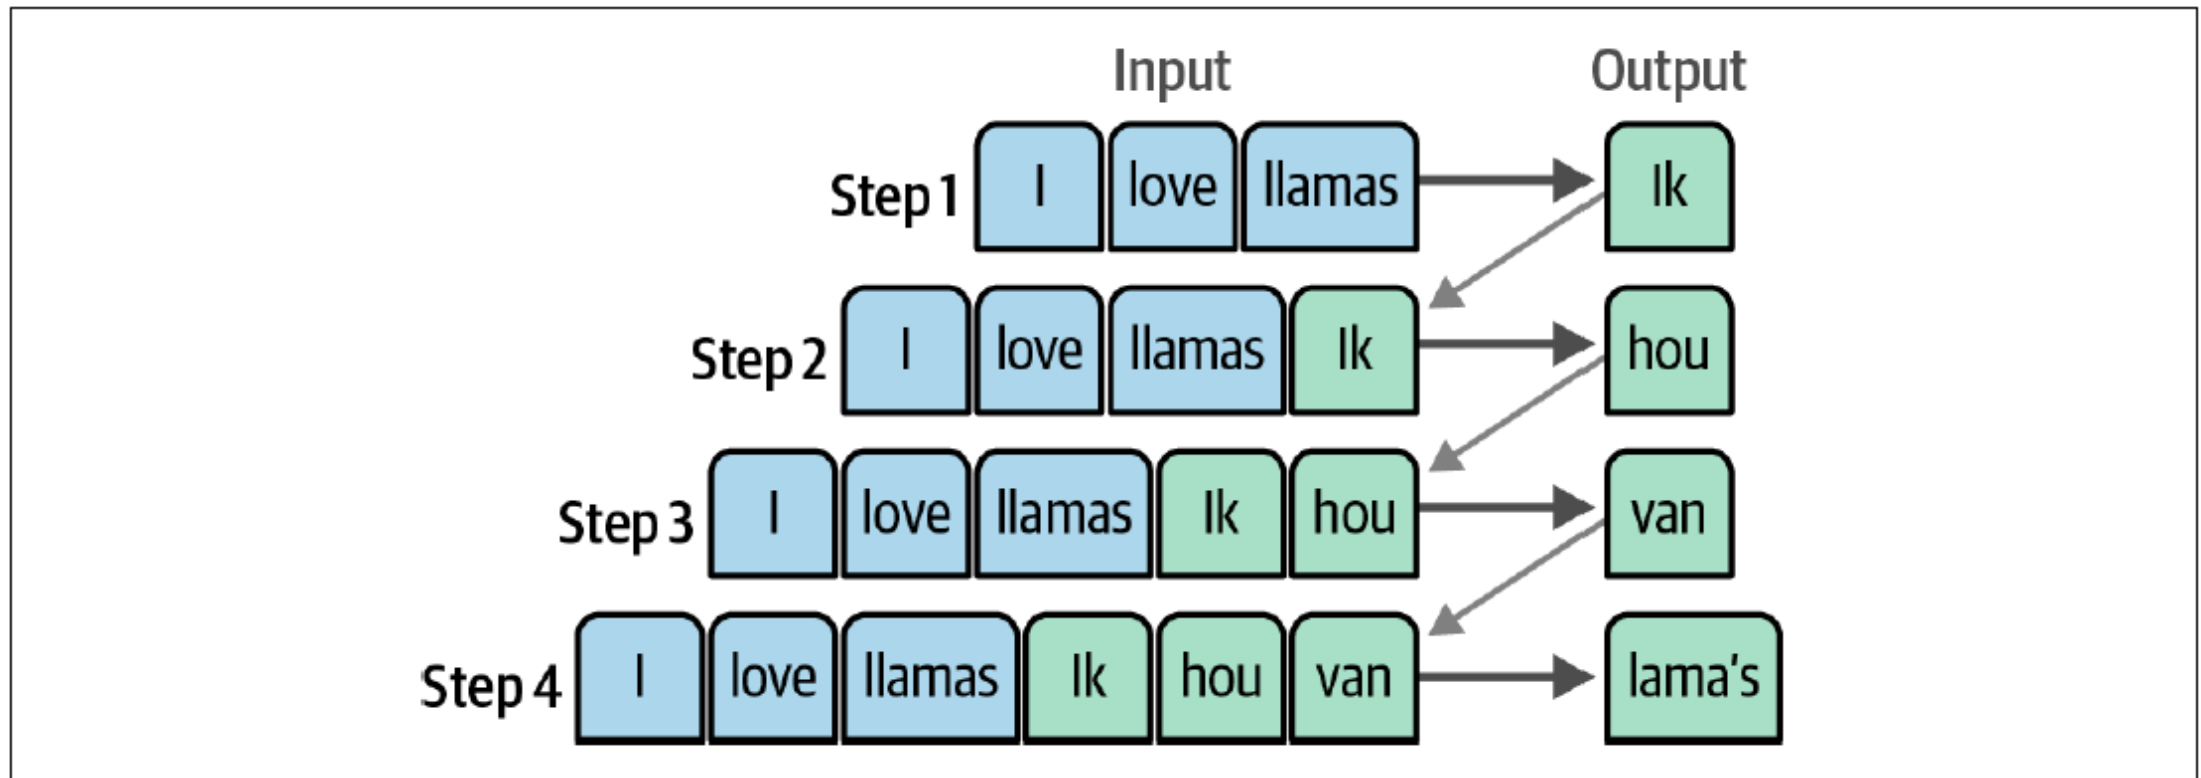 Input Output
Step 1 I love llamas Ik
Step 2 I love llamas Ik hou
Step 3 I love llamas Ik hou van
Step 4 I love llamas Ik hou van lama's